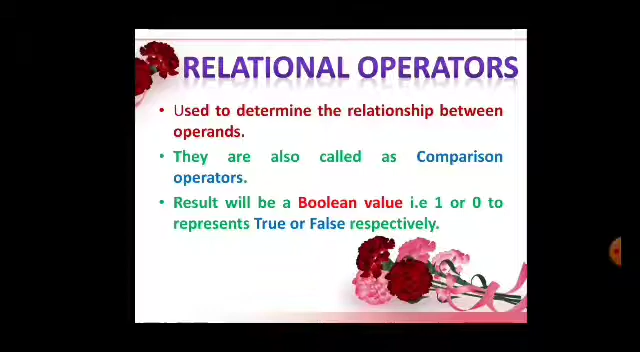 RELATIONAL OPERATORS
• Used to determine the relationship between
operands.
• They are also called as Comparison
operators.
• Result will be a Boolean value i.e 1 or 0 to
represents True or False respectively.